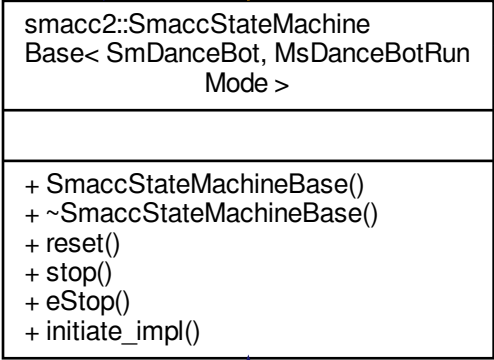 smacc2::SmaccStateMachine
Base< SmDanceBot, MsDanceBotRun
Mode >
+ SmaccStateMachineBase()
+ ~SmaccStateMachineBase()
+ reset()
+ stop()
+ eStop()
+ initiate_impl()